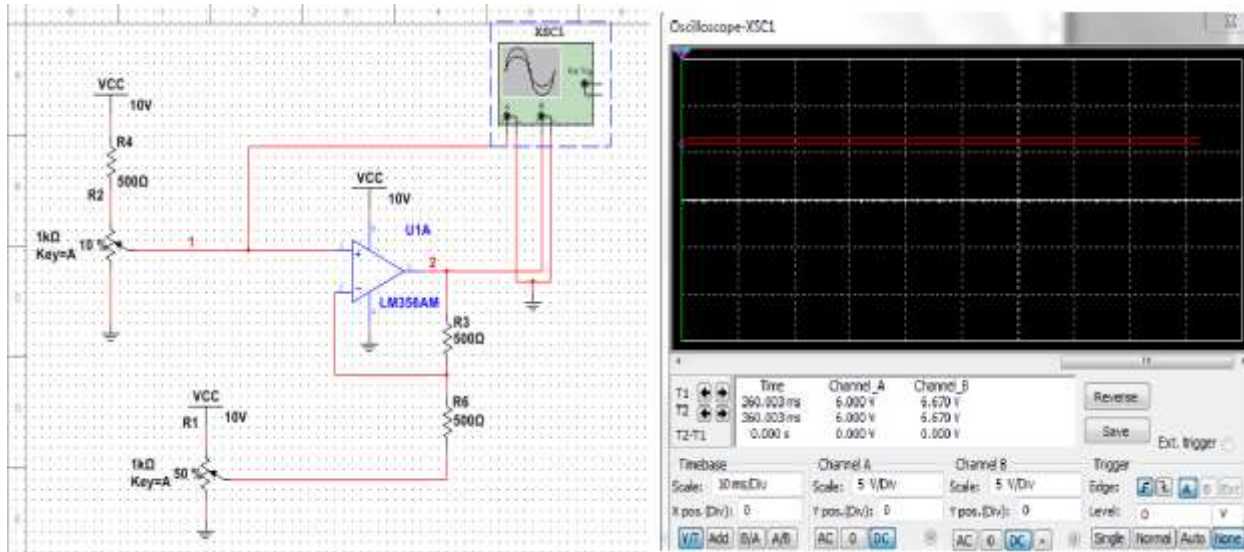 XSC1
Ext Trig
VCC
10V
R4
500Ω
R2
1kΩ
10 %
Key=A
1
VCC
10V
U1A
2
LM356AM
R3
500Ω
R6
500Ω
VCC
R1
10V
1kΩ
50 %
Key=A
Oscilloscope-XSC1
Time Channel_A Channel_B
T1 360.003 ms 6.000 V 6.670 V
T2 360.003 ms 6.000 V 6.670 V
T2-T1 0.000 s 0.000 V 0.000 V
Reverse
Save
Ext. trigger
Timebase Channel A Channel B Trigger
Scale: 10 ms/Div Scale: 5 V/Div Scale: 5 V/Div Edge: A B Ext
X pos.(Div): 0 Y pos.(Div): 0 Y pos.(Div): 0 Level: 0 V
Y/T Add B/A A/B AC 0 DC AC 0 DC - Single Normal Auto None